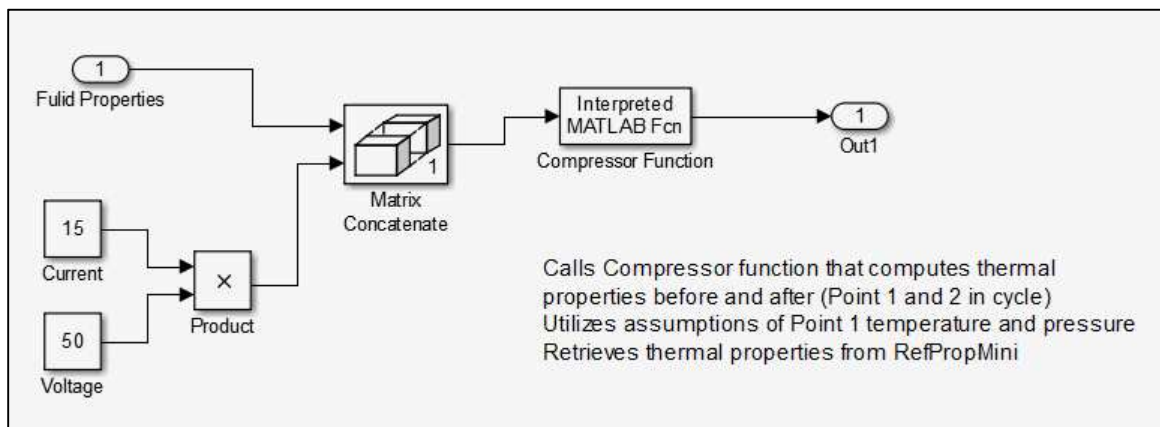 1
Fulid Properties
15
Current
50
Voltage
×
Product
1
Matrix
Concatenate
Interpreted
MATLAB Fcn
Compressor Function
1
Out1
Calls Compressor function that computes thermal
properties before and after (Point 1 and 2 in cycle)
Utilizes assumptions of Point 1 temperature and pressure
Retrieves thermal properties from RefPropMini